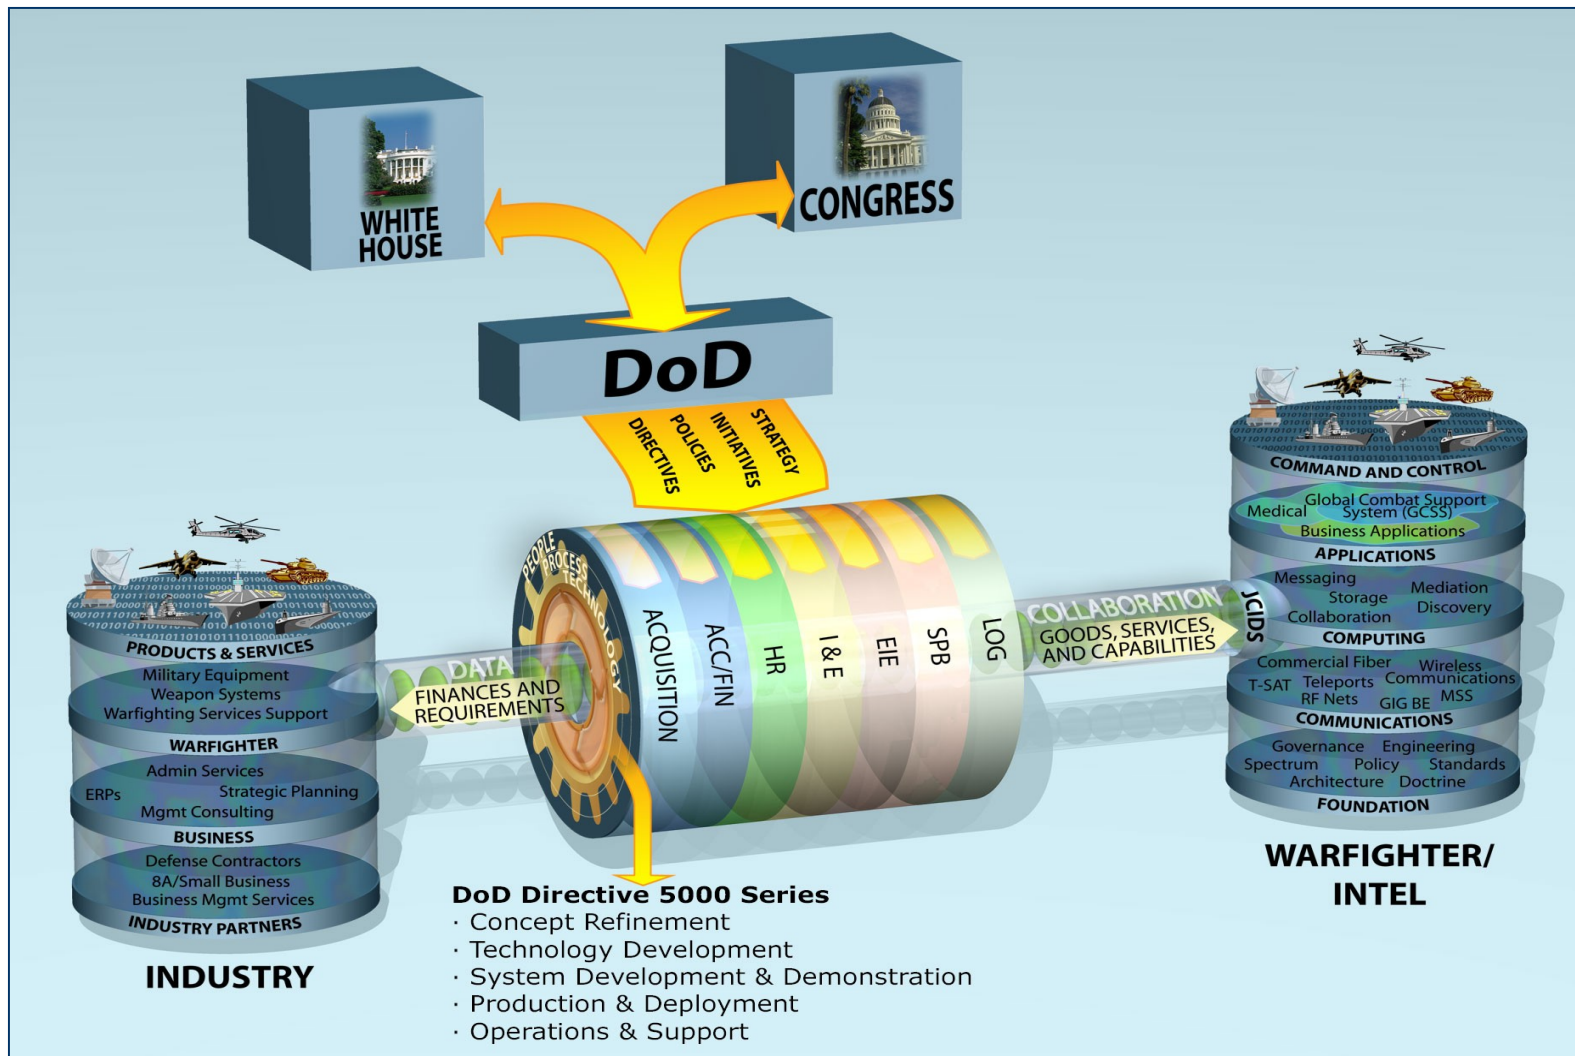 WHITE
HOUSE
CONGRESS
DoD
DIRECTIVES
POLICIES
INITIATIVES
STRATEGY
PEOPLE
PROCESS
TECHNOLOGY
ACQUISITION
ACC/FIN
HR
I & E
EIE
SPB
LOG
DATA
FINANCES AND
REQUIREMENTS
COLLABORATION
GOODS, SERVICES,
AND CAPABILITIES
JCIDS
PRODUCTS & SERVICES
Military Equipment
Weapon Systems
Warfighting Services Support
WARFIGHTER
Admin Services
ERPs
Strategic Planning
Mgmt Consulting
BUSINESS
Defense Contractors
8A/Small Business
Business Mgmt Services
INDUSTRY PARTNERS
INDUSTRY
COMMAND AND CONTROL
Global Combat Support
Medical
System (GCSS)
Business Applications
APPLICATIONS
Messaging
Storage
Mediation
Collaboration
Discovery
COMPUTING
Commercial Fiber
Wireless
T-SAT
Teleports
Communications
RF Nets
GIG BE
MSS
COMMUNICATIONS
Governance
Engineering
Spectrum
Policy
Standards
Architecture
Doctrine
FOUNDATION
WARFIGHTER/
INTEL
DoD Directive 5000 Series
· Concept Refinement
· Technology Development
· System Development & Demonstration
· Production & Deployment
· Operations & Support